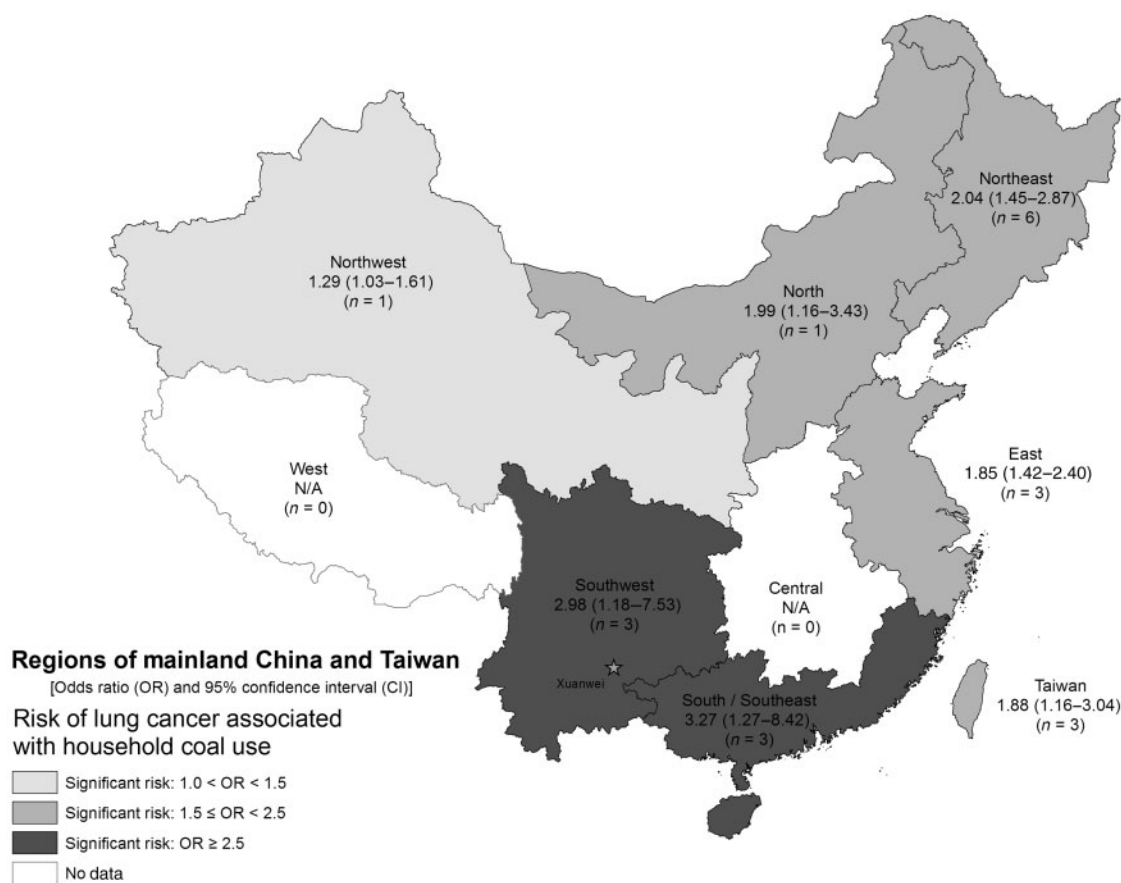 Northeast
2.04 (1.45–2.87)
(n = 6)
Northwest
1.29 (1.03–1.61)
(n = 1)
North
1.99 (1.16–3.43)
(n = 1)
West
N/A
(n = 0)
East
1.85 (1.42–2.40)
(n = 3)
Southwest
2.98 (1.18–7.53)
(n = 3)
Central
N/A
(n = 0)
Xuanwei
South / Southeast
3.27 (1.27–8.42)
(n = 3)
Taiwan
1.88 (1.16–3.04)
(n = 3)
Regions of mainland China and Taiwan
[Odds ratio (OR) and 95% confidence interval (CI)]
Risk of lung cancer associated
with household coal use
Significant risk: 1.0 < OR < 1.5
Significant risk: 1.5 ≤ OR < 2.5
Significant risk: OR ≥ 2.5
No data